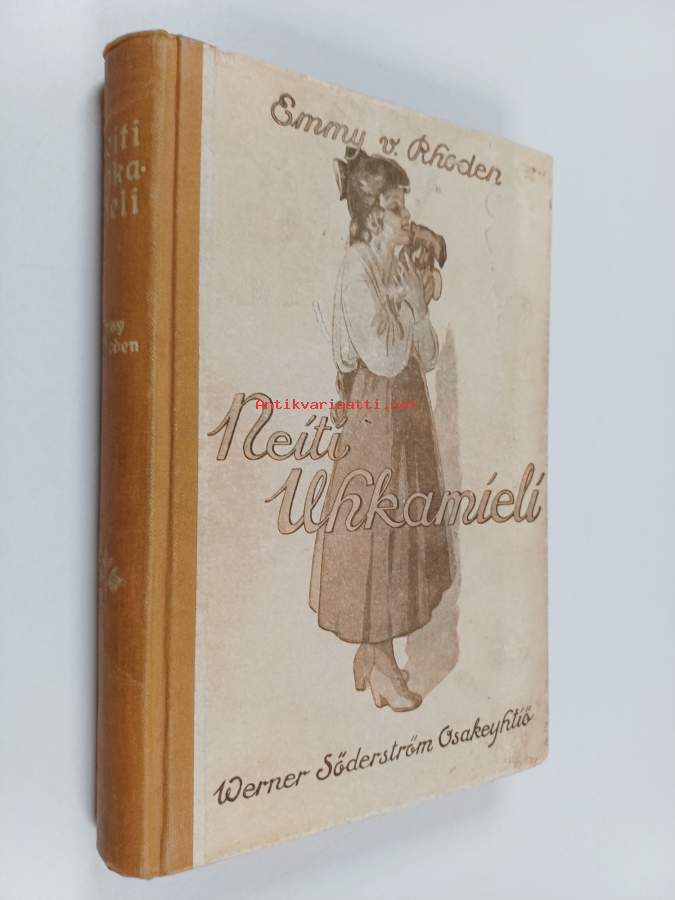 Emmy v. Rhoden
Neiti
Uhkamieli
Werner Söderström Osakeyhtiö
Antikvariaatti.net